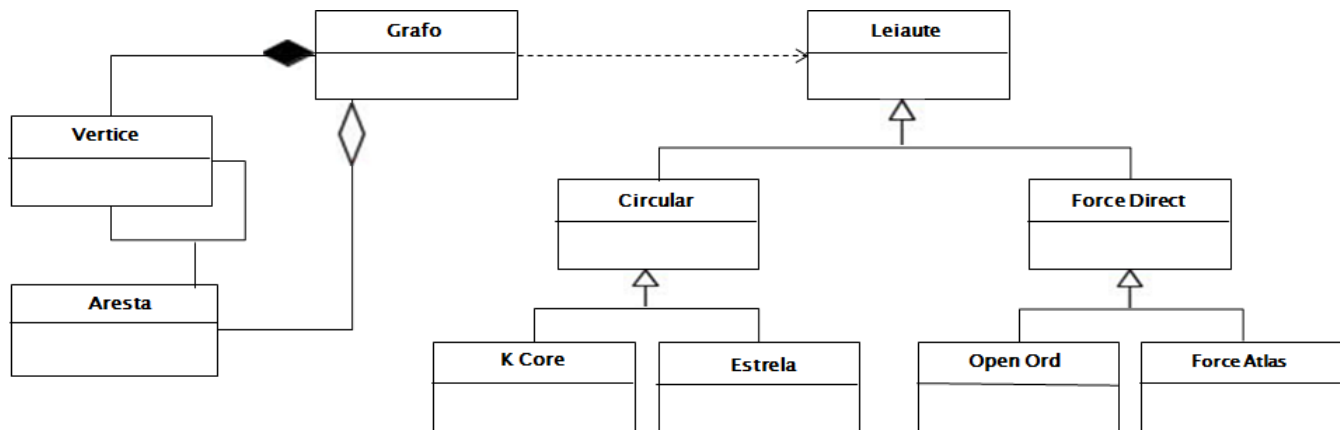 Grafo
Leiaute
Vertice
Circular
Force Direct
Aresta
K Core
Estrela
Open Ord
Force Atlas